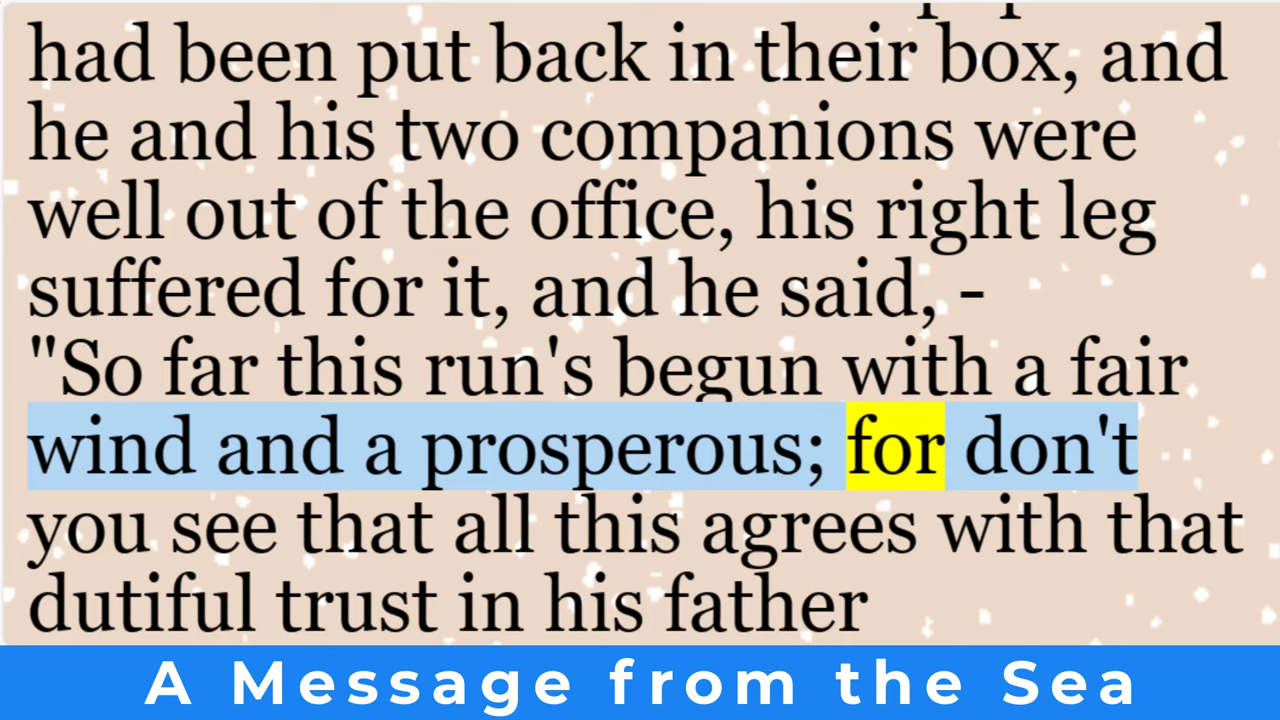 had been put back in their box, and
he and his two companions were
well out of the office, his right leg
suffered for it, and he said, -
"So far this run's begun with a fair
wind and a prosperous; for don't
you see that all this agrees with that
dutiful trust in his father
A Message from the Sea